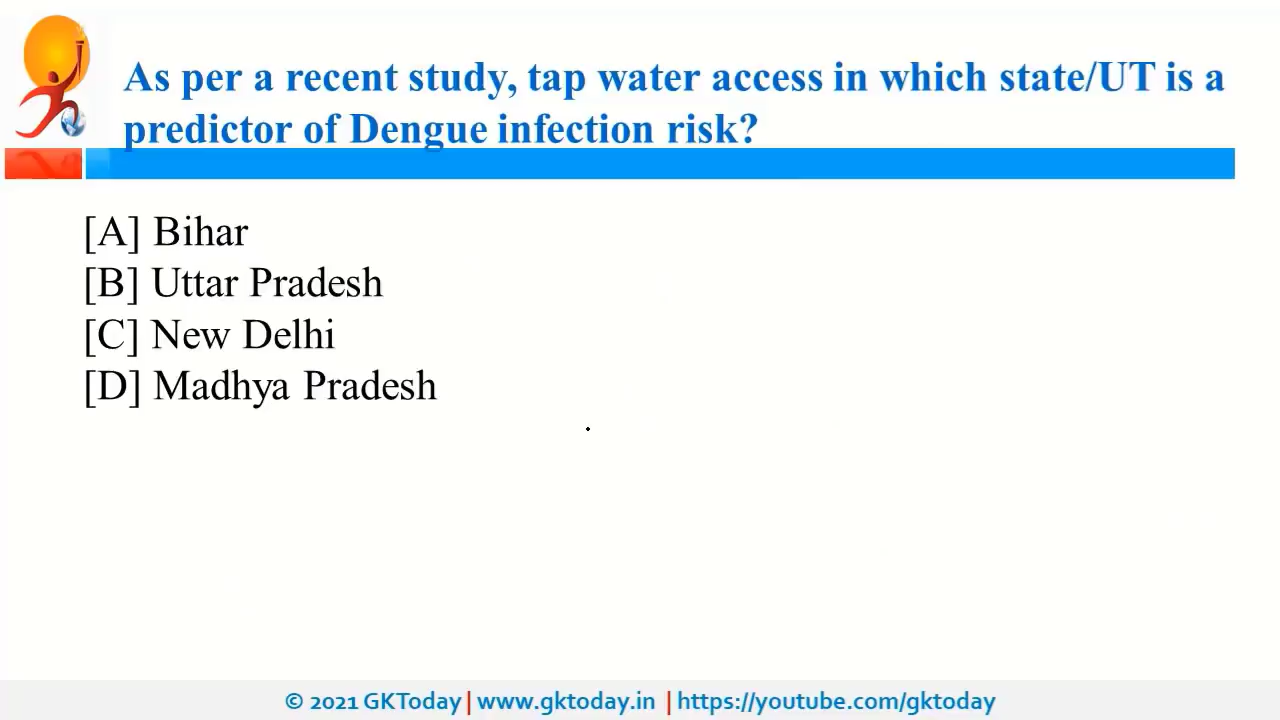 As per a recent study, tap water access in which state/UT is a
predictor of Dengue infection risk?
[A] Bihar
[B] Uttar Pradesh
[C] New Delhi
[D] Madhya Pradesh
© 2021 GKToday | www.gktoday.in | https://youtube.com/gktoday